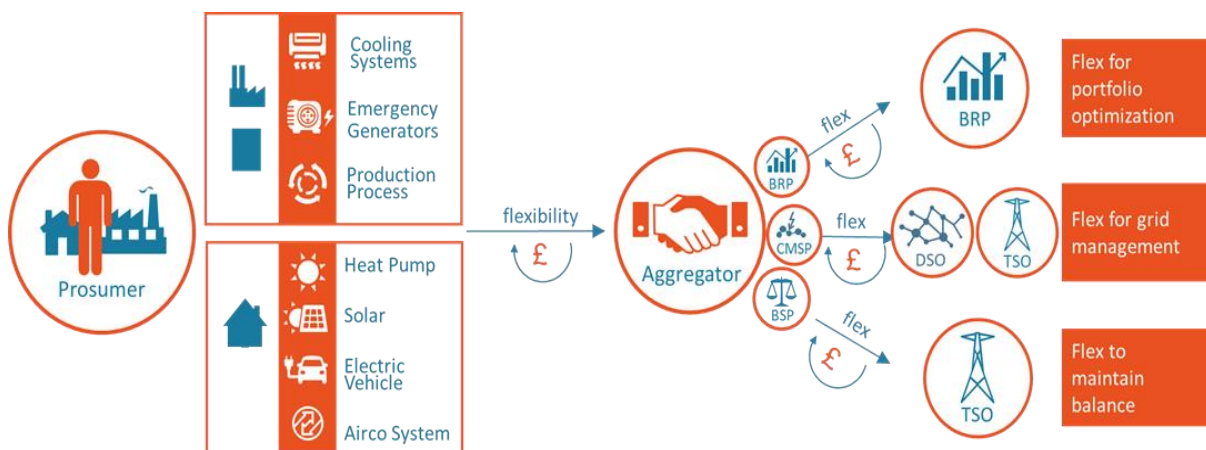 Prosumer
Cooling
Systems
Emergency
Generators
Production
Process
Heat Pump
Solar
Electric
Vehicle
Airco System
flexibility
£
Aggregator
BRP
CMSP
BSP
flex
£
BRP
Flex for
portfolio
optimization
flex
£
DSO
TSO
Flex for grid
management
flex
£
TSO
Flex to
maintain
balance